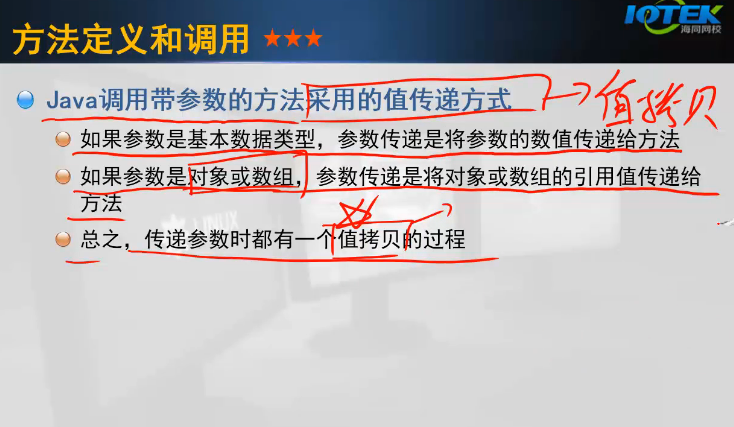 方法定义和调用 ★★★
IOTEK
海同网校
Java调用带参数的方法采用的值传递方式
值拷贝
如果参数是基本数据类型，参数传递是将参数的数值传递给方法
如果参数是对象或数组，参数传递是将对象或数组的引用值传递给
方法
总之，传递参数时都有一个值拷贝的过程